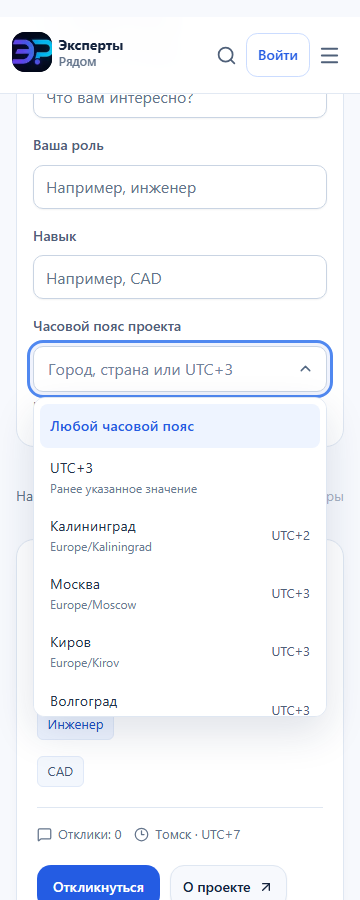 Эксперты
Рядом
Войти
Что вам интересно?
Ваша роль
Например, инженер
Навык
Например, CAD
Часовой пояс проекта
Город, страна или UTC+3
Любой часовой пояс
UTC+3
Ранее указанное значение
На
ры
Калининград
Europe/Kaliningrad
UTC+2
Москва
Europe/Moscow
UTC+3
Киров
Europe/Kirov
UTC+3
Волгоград
UTC+3
Инженер
CAD
Отклики: 0
Томск · UTC+7
Откликнуться
О проекте